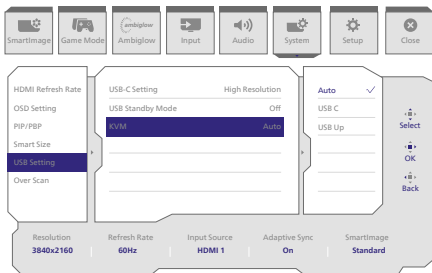 SmartImage
Game Mode
ambiglow
Ambiglow
Input
Audio
System
Setup
Close
HDMI Refresh Rate
OSD Setting
PIP/PBP
Smart Size
USB Setting
Over Scan
USB-C Setting High Resolution
USB Standby Mode Off
KVM Auto
Auto
USB C
USB Up
Select
OK
Back
Resolution Refresh Rate Input Source Adaptive Sync SmartImage
3840x2160 60Hz HDMI 1 On Standard